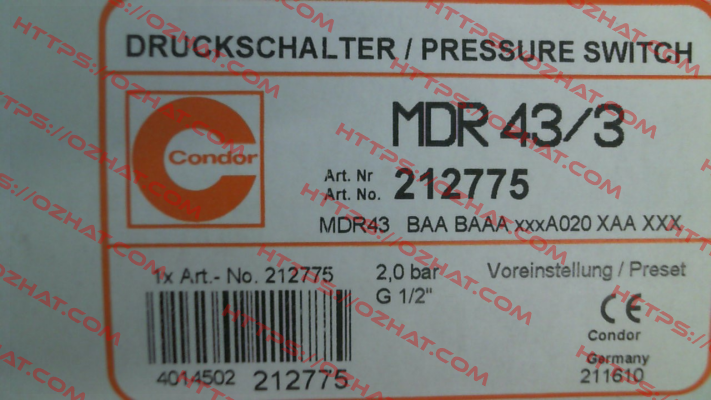 DRUCKSCHALTER / PRESSURE SWITCH
Condor
MDR 43/3
Art. Nr
Art. No. 212775
MDR43 BAA BAAA xxxA020 XAA XXX
1x Art.- No. 212775
2,0 bar
Voreinstellung / Preset
G 1/2"
CE
Condor
Germany
211610
4014502 212775
HTTPS://OZHAT.COM